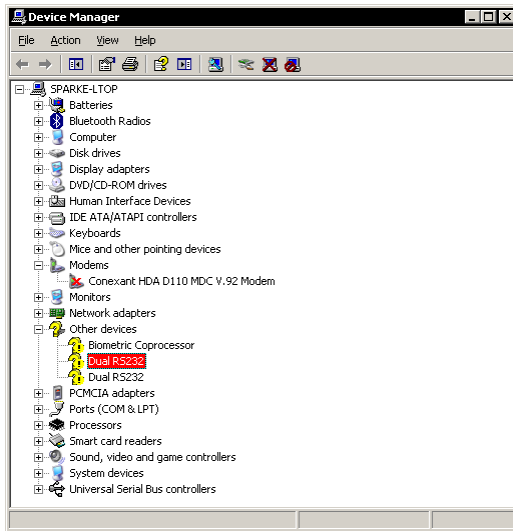 Device Manager
File Action View Help
SPARKE-LTOP
Batteries
Bluetooth Radios
Computer
Disk drives
Display adapters
DVD/CD-ROM drives
Human Interface Devices
IDE ATA/ATAPI controllers
Keyboards
Mice and other pointing devices
Modems
Conexant HDA D110 MDC V.92 Modem
Monitors
Network adapters
Other devices
Biometric Coprocessor
Dual RS232
Dual RS232
PCMCIA adapters
Ports (COM & LPT)
Processors
Smart card readers
Sound, video and game controllers
System devices
Universal Serial Bus controllers